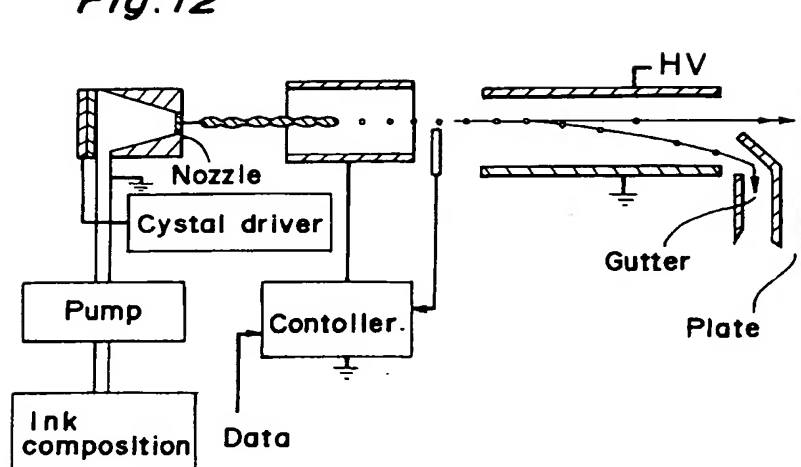 Fig.12
HV
Nozzle
Cystal driver
Gutter
Pump
Contoller.
Plate
Ink
composition
Data